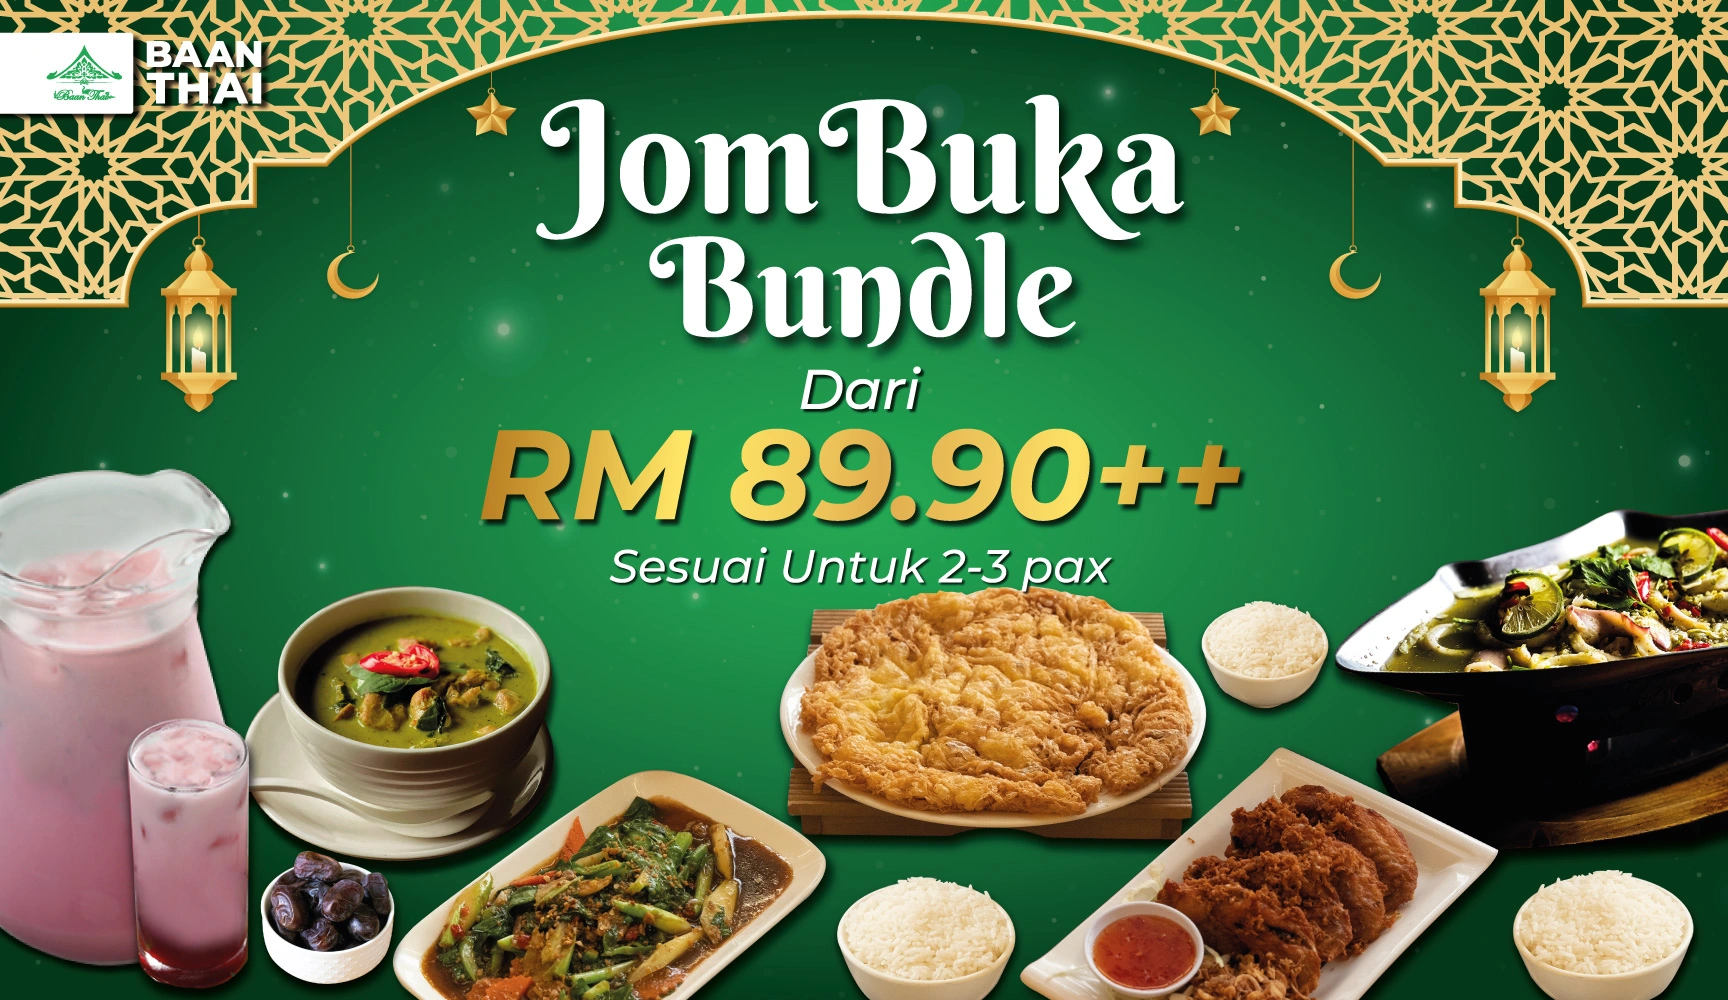 Baan Thai
BAAN
THAI
Jom Buka
Bundle
Dari
RM 89.90++
Sesuai Untuk 2-3 pax